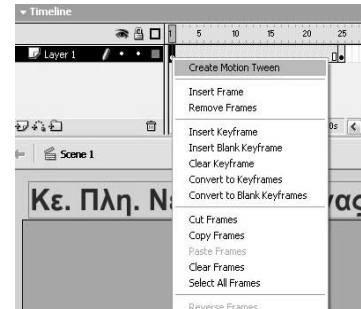 Timeline
1 5 10 15 20 25
Layer 1
Create Motion Tween
Insert Frame
Remove Frames
Insert Keyframe
Insert Blank Keyframe
Clear Keyframe
Convert to Keyframes
Convert to Blank Keyframes
0s
Scene 1
Κε. Πλη. Ν
νας
Cut Frames
Copy Frames
Paste Frames
Clear Frames
Select All Frames
Reverse Frames